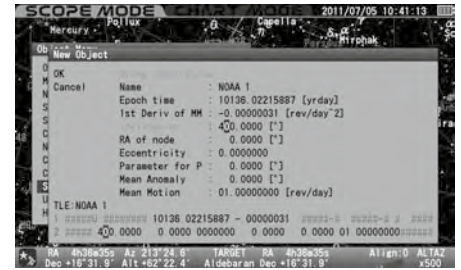 SCOPE MODE CHART MODE 2011/07/05 10:41:13
Mercury Pollux Capella
Mirphak
New Object
OK
Cancel Name : NOAA 1
Epoch time : 10136.02215887 [yrday]
1st Deriv of MM : -0.00000031 [rev/day^2]
: 400.0000 [°]
RA of node : 0.0000 [°]
Eccentricity : 0.0000000
Parameter for P : 0.0000 [°]
Mean Anomaly : 0.0000 [°]
Mean Motion : 01.00000000 [rev/day]
TLE:NOAA 1
10136 02215887 - 00000031
400.0000 0 0000 0000000 0 0000 0 0000 01 00000000
RA 4h36m35s Az 213°24.6' TARGET RA 4h36m35s Align:0 ALTAZ
Dec +16°31.9' Alt +62°22.4' Aldebaran Dec +16°31.9' x500